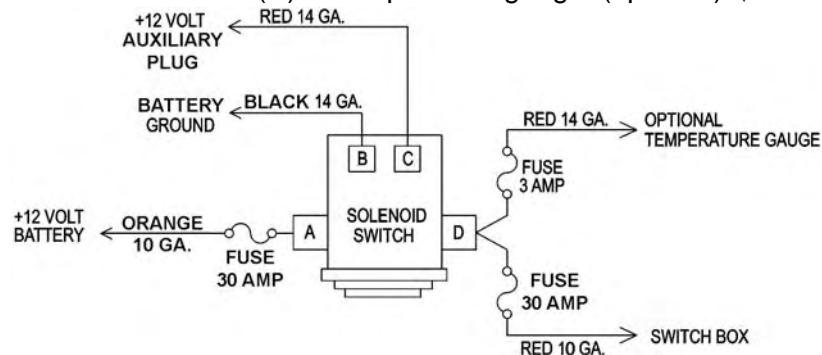 +12 VOLT
AUXILIARY
PLUG
RED 14 GA.
BATTERY
GROUND
BLACK 14 GA.
B
C
RED 14 GA.
OPTIONAL
TEMPERATURE GAUGE
FUSE
3 AMP
+12 VOLT
BATTERY
ORANGE
10 GA.
FUSE
30 AMP
A
SOLENOID
SWITCH
D
FUSE
30 AMP
SWITCH BOX
RED 10 GA.